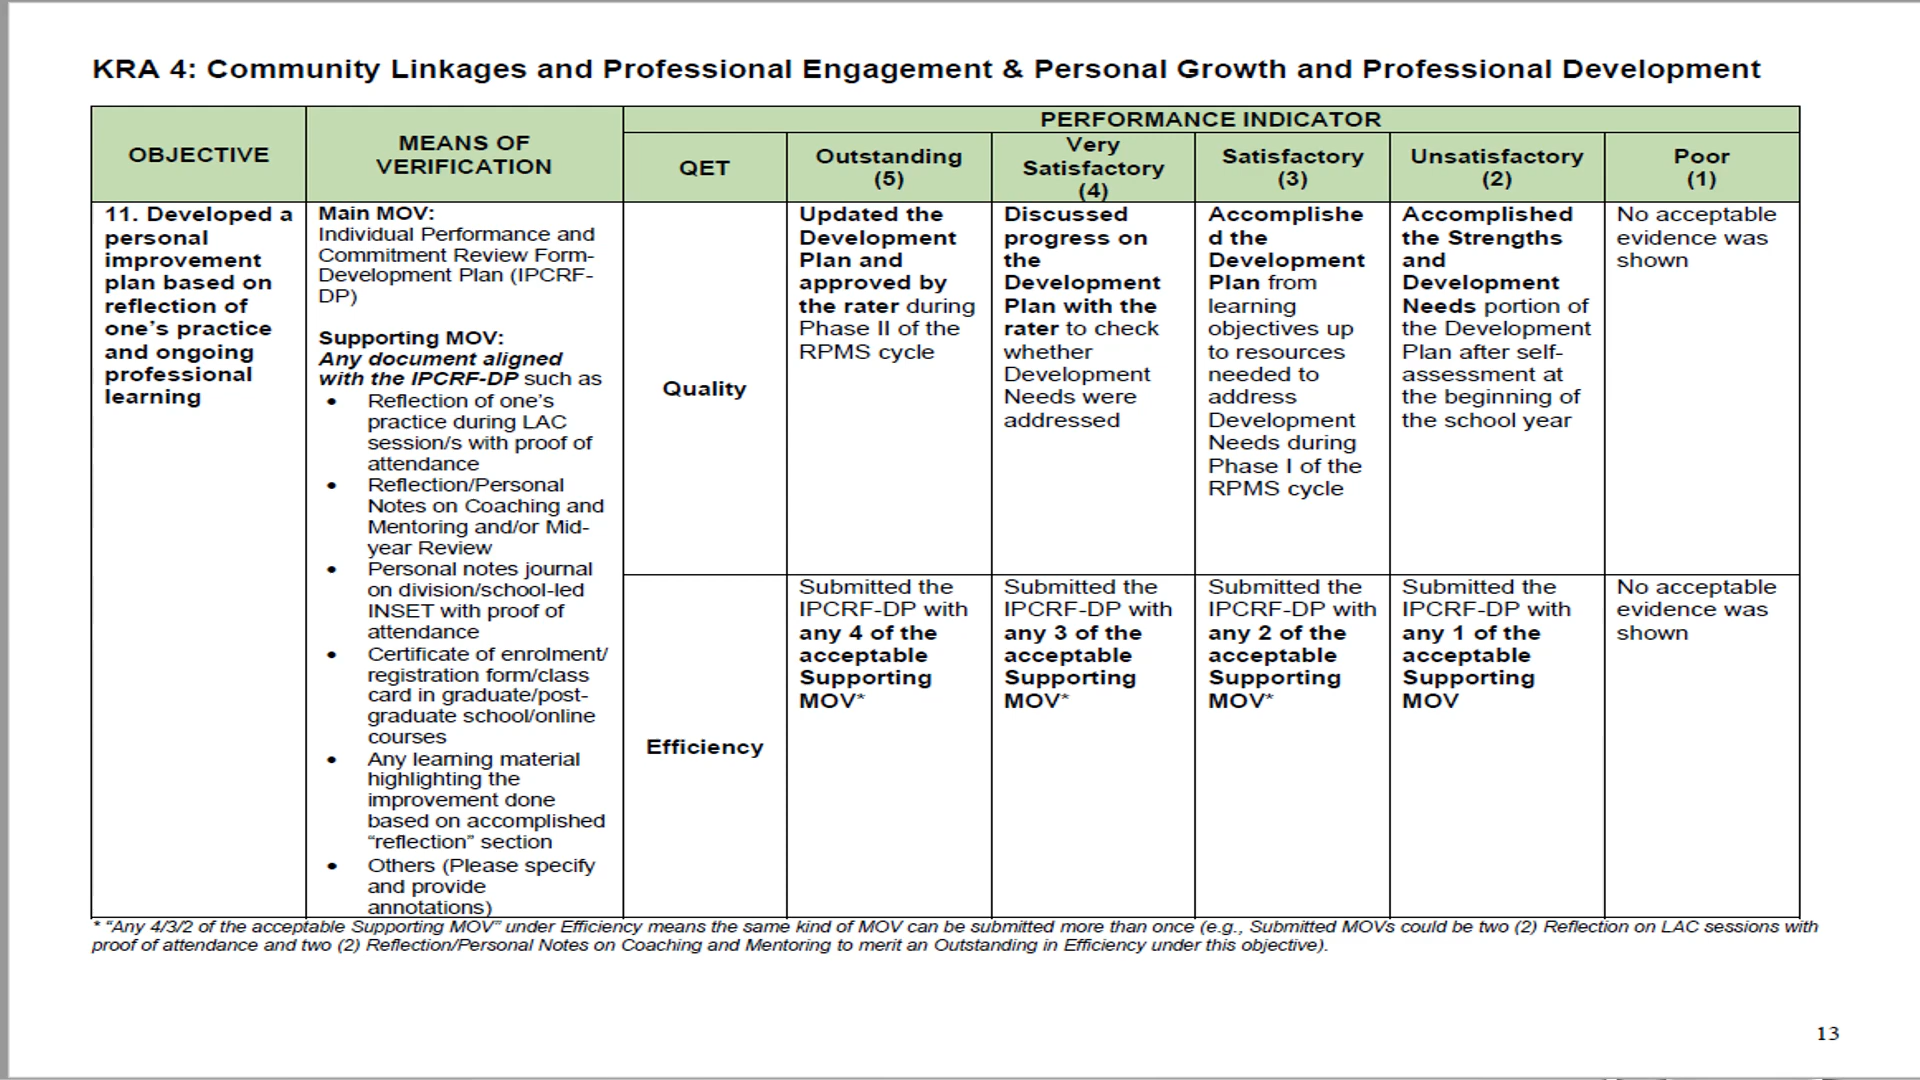 KRA 4: Community Linkages and Professional Engagement & Personal Growth and Professional Development
OBJECTIVE
MEANS OF
VERIFICATION
PERFORMANCE INDICATOR
QET
Outstanding
(5)
Very
Satisfactory
(4)
Satisfactory
(3)
Unsatisfactory
(2)
Poor
(1)
11. Developed a
personal
improvement
plan based on
reflection of
one’s practice
and ongoing
professional
learning
Main MOV:
Individual Performance and
Commitment Review Form-
Development Plan (IPCRF-
DP)
Supporting MOV:
Any document aligned
with the IPCRF-DP such as
• Reflection of one’s
practice during LAC
session/s with proof of
attendance
• Reflection/Personal
Notes on Coaching and
Mentoring and/or Mid-
year Review
• Personal notes journal
on division/school-led
INSET with proof of
attendance
• Certificate of enrolment/
registration form/class
card in graduate/post-
graduate school/online
courses
• Any learning material
highlighting the
improvement done
based on accomplished
“reflection” section
• Others (Please specify
and provide
annotations)
Quality
Updated the
Development
Plan and
approved by
the rater during
Phase II of the
RPMS cycle
Discussed
progress on
the
Development
Plan with the
rater to check
whether
Development
Needs were
addressed
Accomplishe
d the
Development
Plan from
learning
objectives up
to resources
needed to
address
Development
Needs during
Phase I of the
RPMS cycle
Accomplished
the Strengths
and
Development
Needs portion of
the Development
Plan after self-
assessment at
the beginning of
the school year
No acceptable
evidence was
shown
Efficiency
Submitted the
IPCRF-DP with
any 4 of the
acceptable
Supporting
MOV*
Submitted the
IPCRF-DP with
any 3 of the
acceptable
Supporting
MOV*
Submitted the
IPCRF-DP with
any 2 of the
acceptable
Supporting
MOV*
Submitted the
IPCRF-DP with
any 1 of the
acceptable
Supporting
MOV
No acceptable
evidence was
shown
* “Any 4/3/2 of the acceptable Supporting MOV” under Efficiency means the same kind of MOV can be submitted more than once (e.g., Submitted MOVs could be two (2) Reflection on LAC sessions with
proof of attendance and two (2) Reflection/Personal Notes on Coaching and Mentoring to merit an Outstanding in Efficiency under this objective).
13